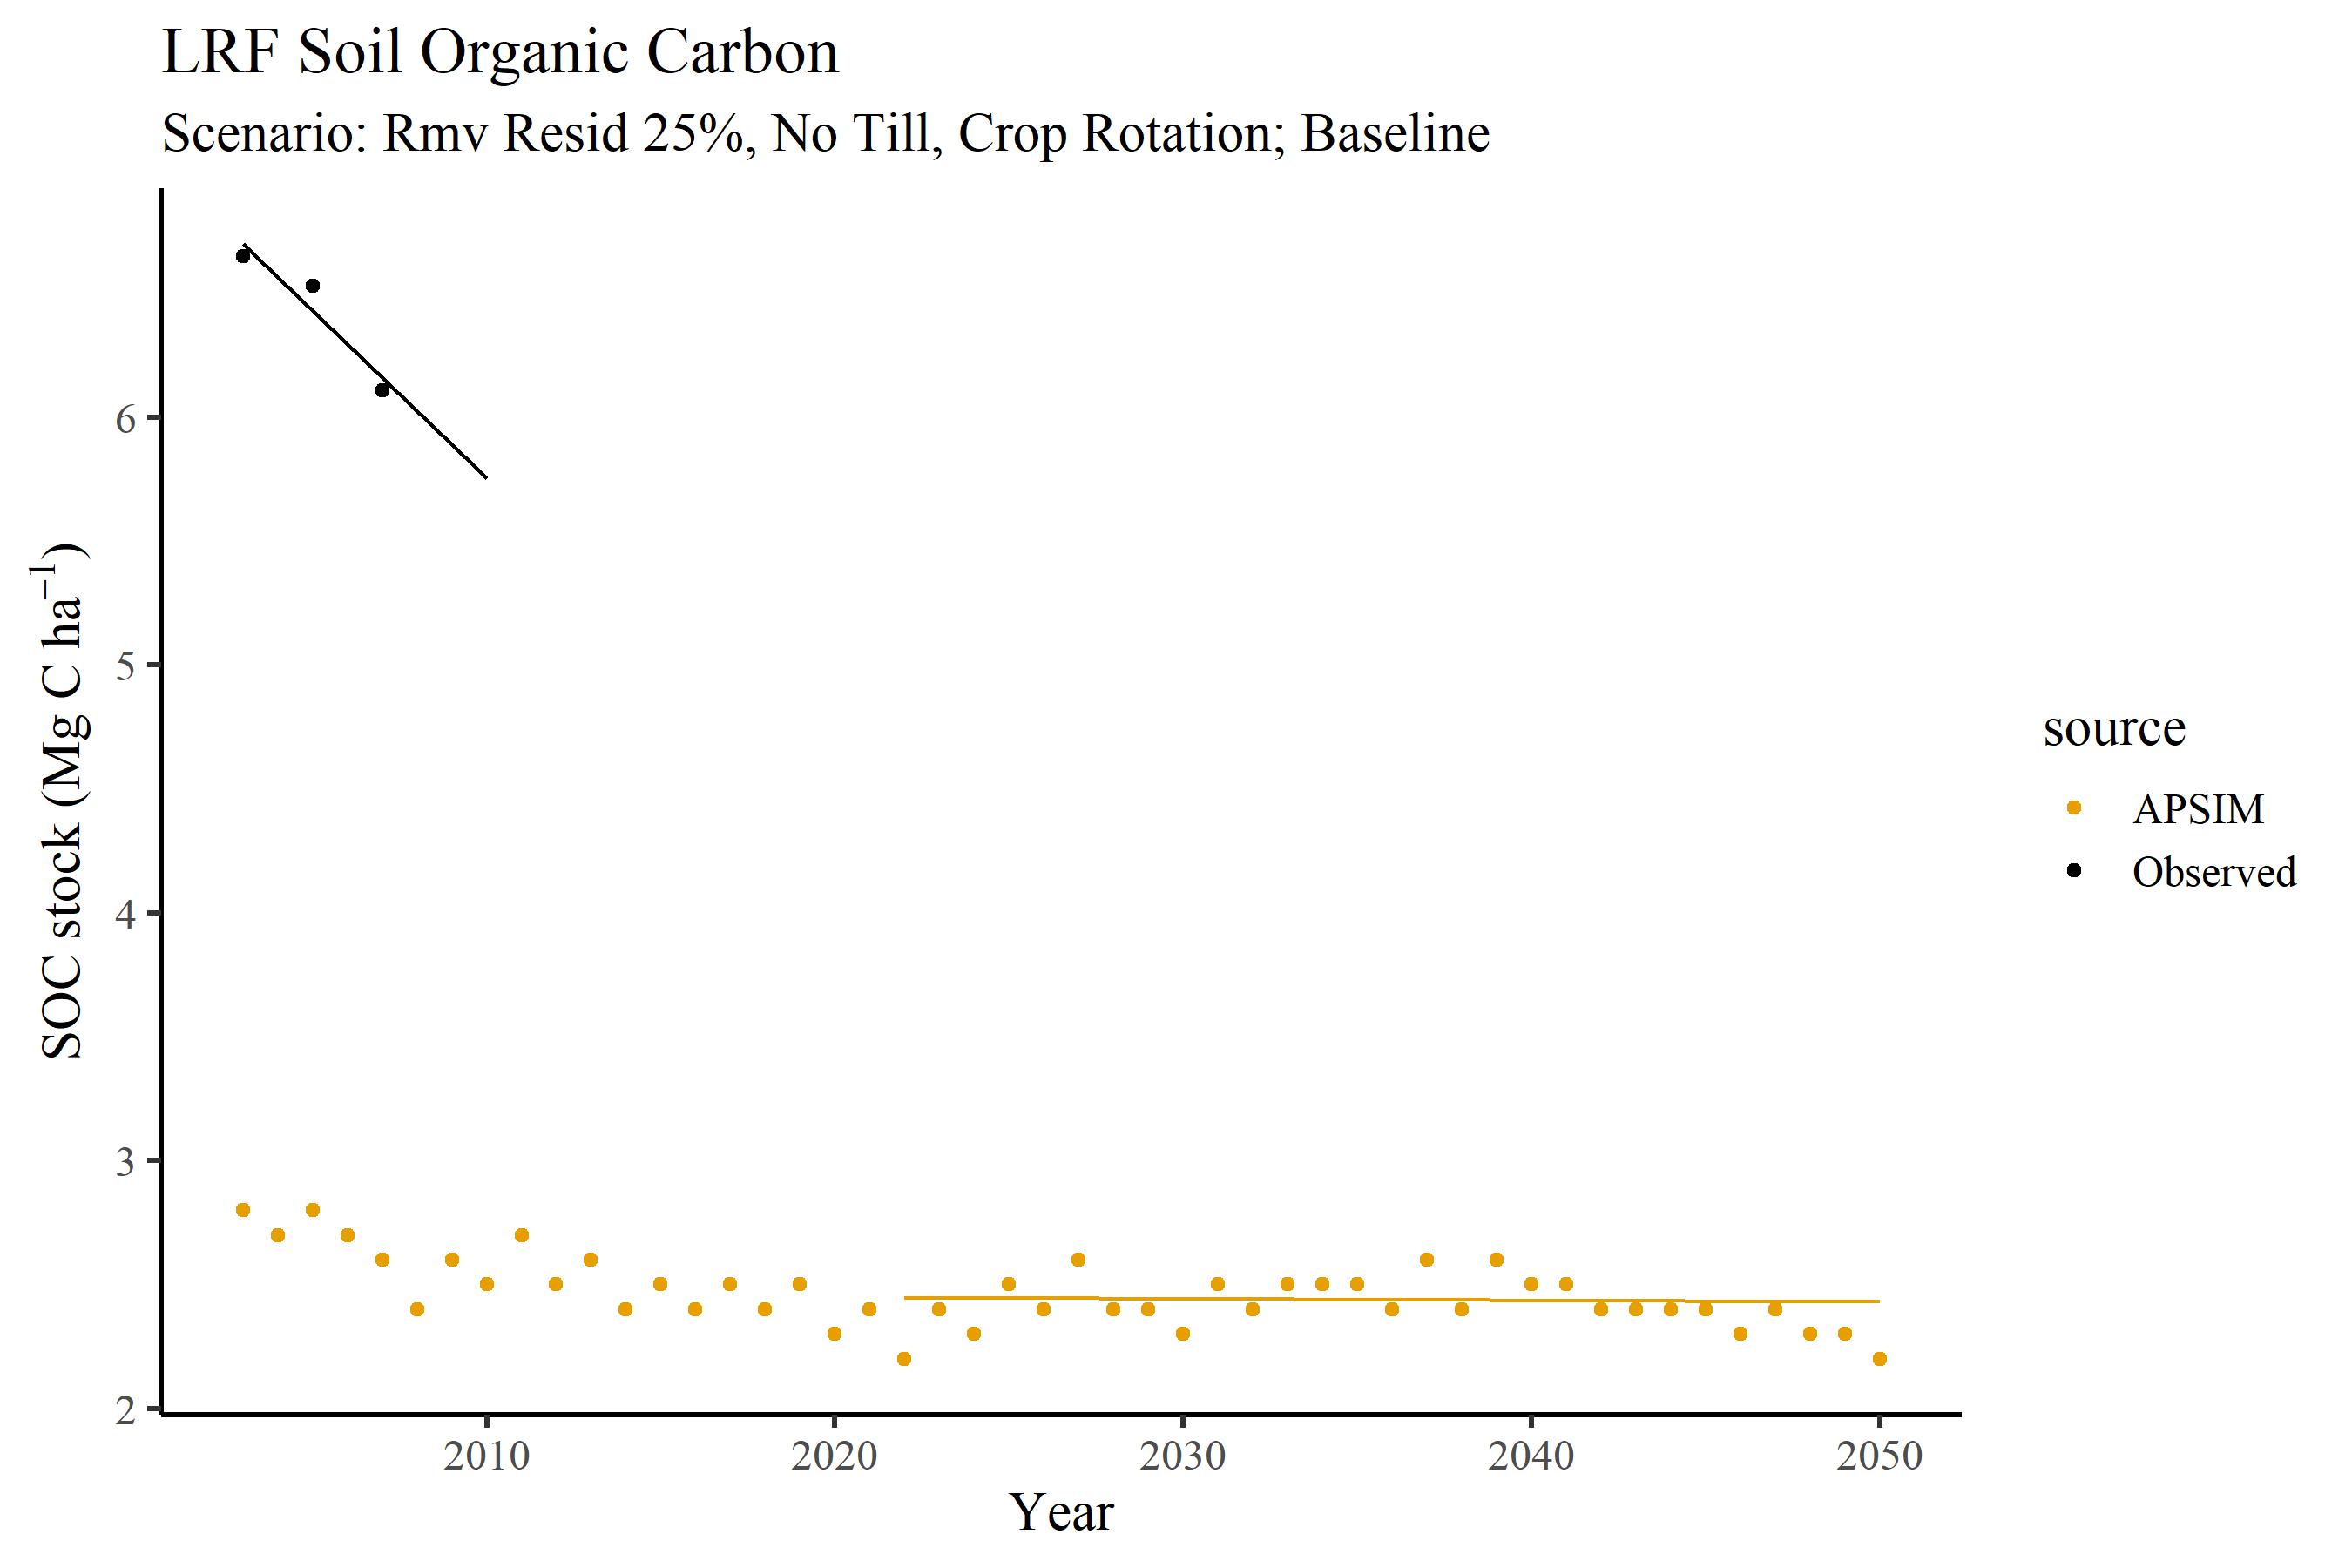 LRF Soil Organic Carbon
Scenario: Rmv Resid 25%, No Till, Crop Rotation; Baseline
SOC stock (Mg C ha⁻¹)
6
5
4
3
2
2010 2020 2030 2040 2050
Year
source
APSIM
Observed